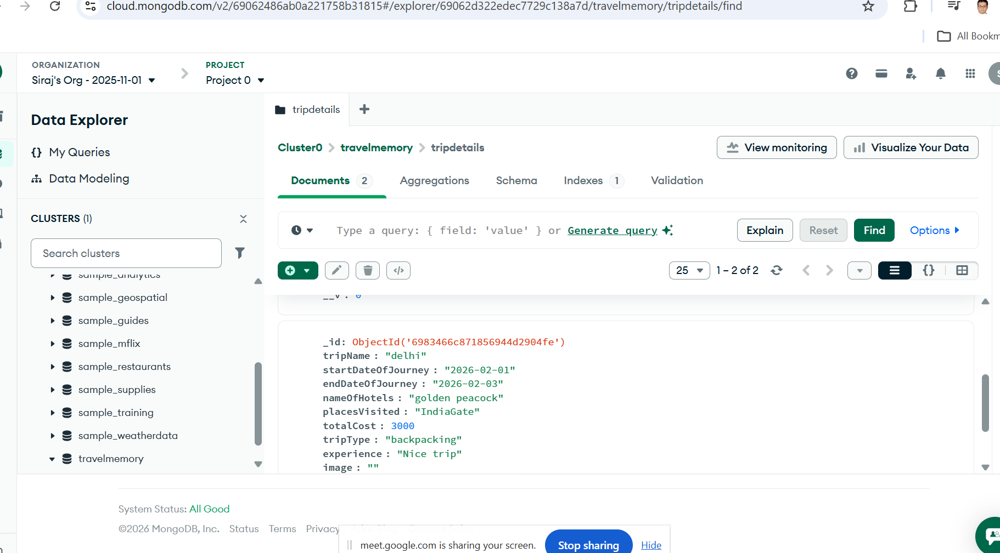 cloud.mongodb.com/v2/69062486ab0a221758b31815#/explorer/69062d322edec7729c138a7d/travelmemory/tripdetails/find
All Bookm
ORGANIZATION
Siraj's Org - 2025-11-01
PROJECT
Project 0
Data Explorer
My Queries
Data Modeling
CLUSTERS (1)
Search clusters
sample_analytics
sample_geospatial
sample_guides
sample_mflix
sample_restaurants
sample_supplies
sample_training
sample_weatherdata
travelmemory
tripdetails
Cluster0 > travelmemory > tripdetails
View monitoring
Visualize Your Data
Documents 2 Aggregations Schema Indexes 1 Validation
Type a query: { field: 'value' } or Generate query
Explain Reset Find Options
25 1 – 2 of 2
__v : 0
_id: ObjectId('6983466c871856944d2904fe')
tripName : "delhi"
startDateOfJourney : "2026-02-01"
endDateOfJourney : "2026-02-03"
nameOfHotels : "golden peacock"
placesVisited : "IndiaGate"
totalCost : 3000
tripType : "backpacking"
experience : "Nice trip"
image : ""
System Status: All Good
©2026 MongoDB, Inc. Status Terms Privacy
meet.google.com is sharing your screen. Stop sharing Hide